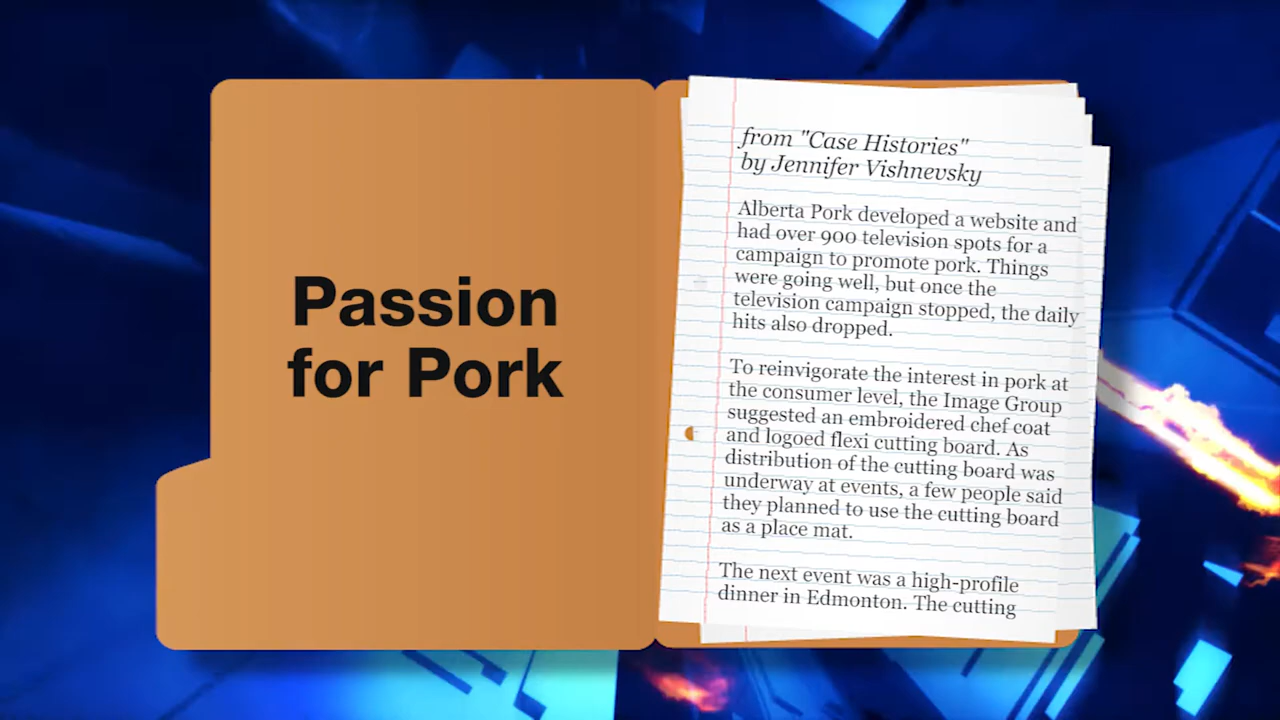 Passion
for Pork
from "Case Histories"
by Jennifer Vishnevsky
Alberta Pork developed a website and
had over 900 television spots for a
campaign to promote pork. Things
were going well, but once the
television campaign stopped, the daily
hits also dropped.
To reinvigorate the interest in pork at
the consumer level, the Image Group
suggested an embroidered chef coat
and logoed flexi cutting board. As
distribution of the cutting board was
underway at events, a few people said
they planned to use the cutting board
as a place mat.
The next event was a high-profile
dinner in Edmonton. The cutting